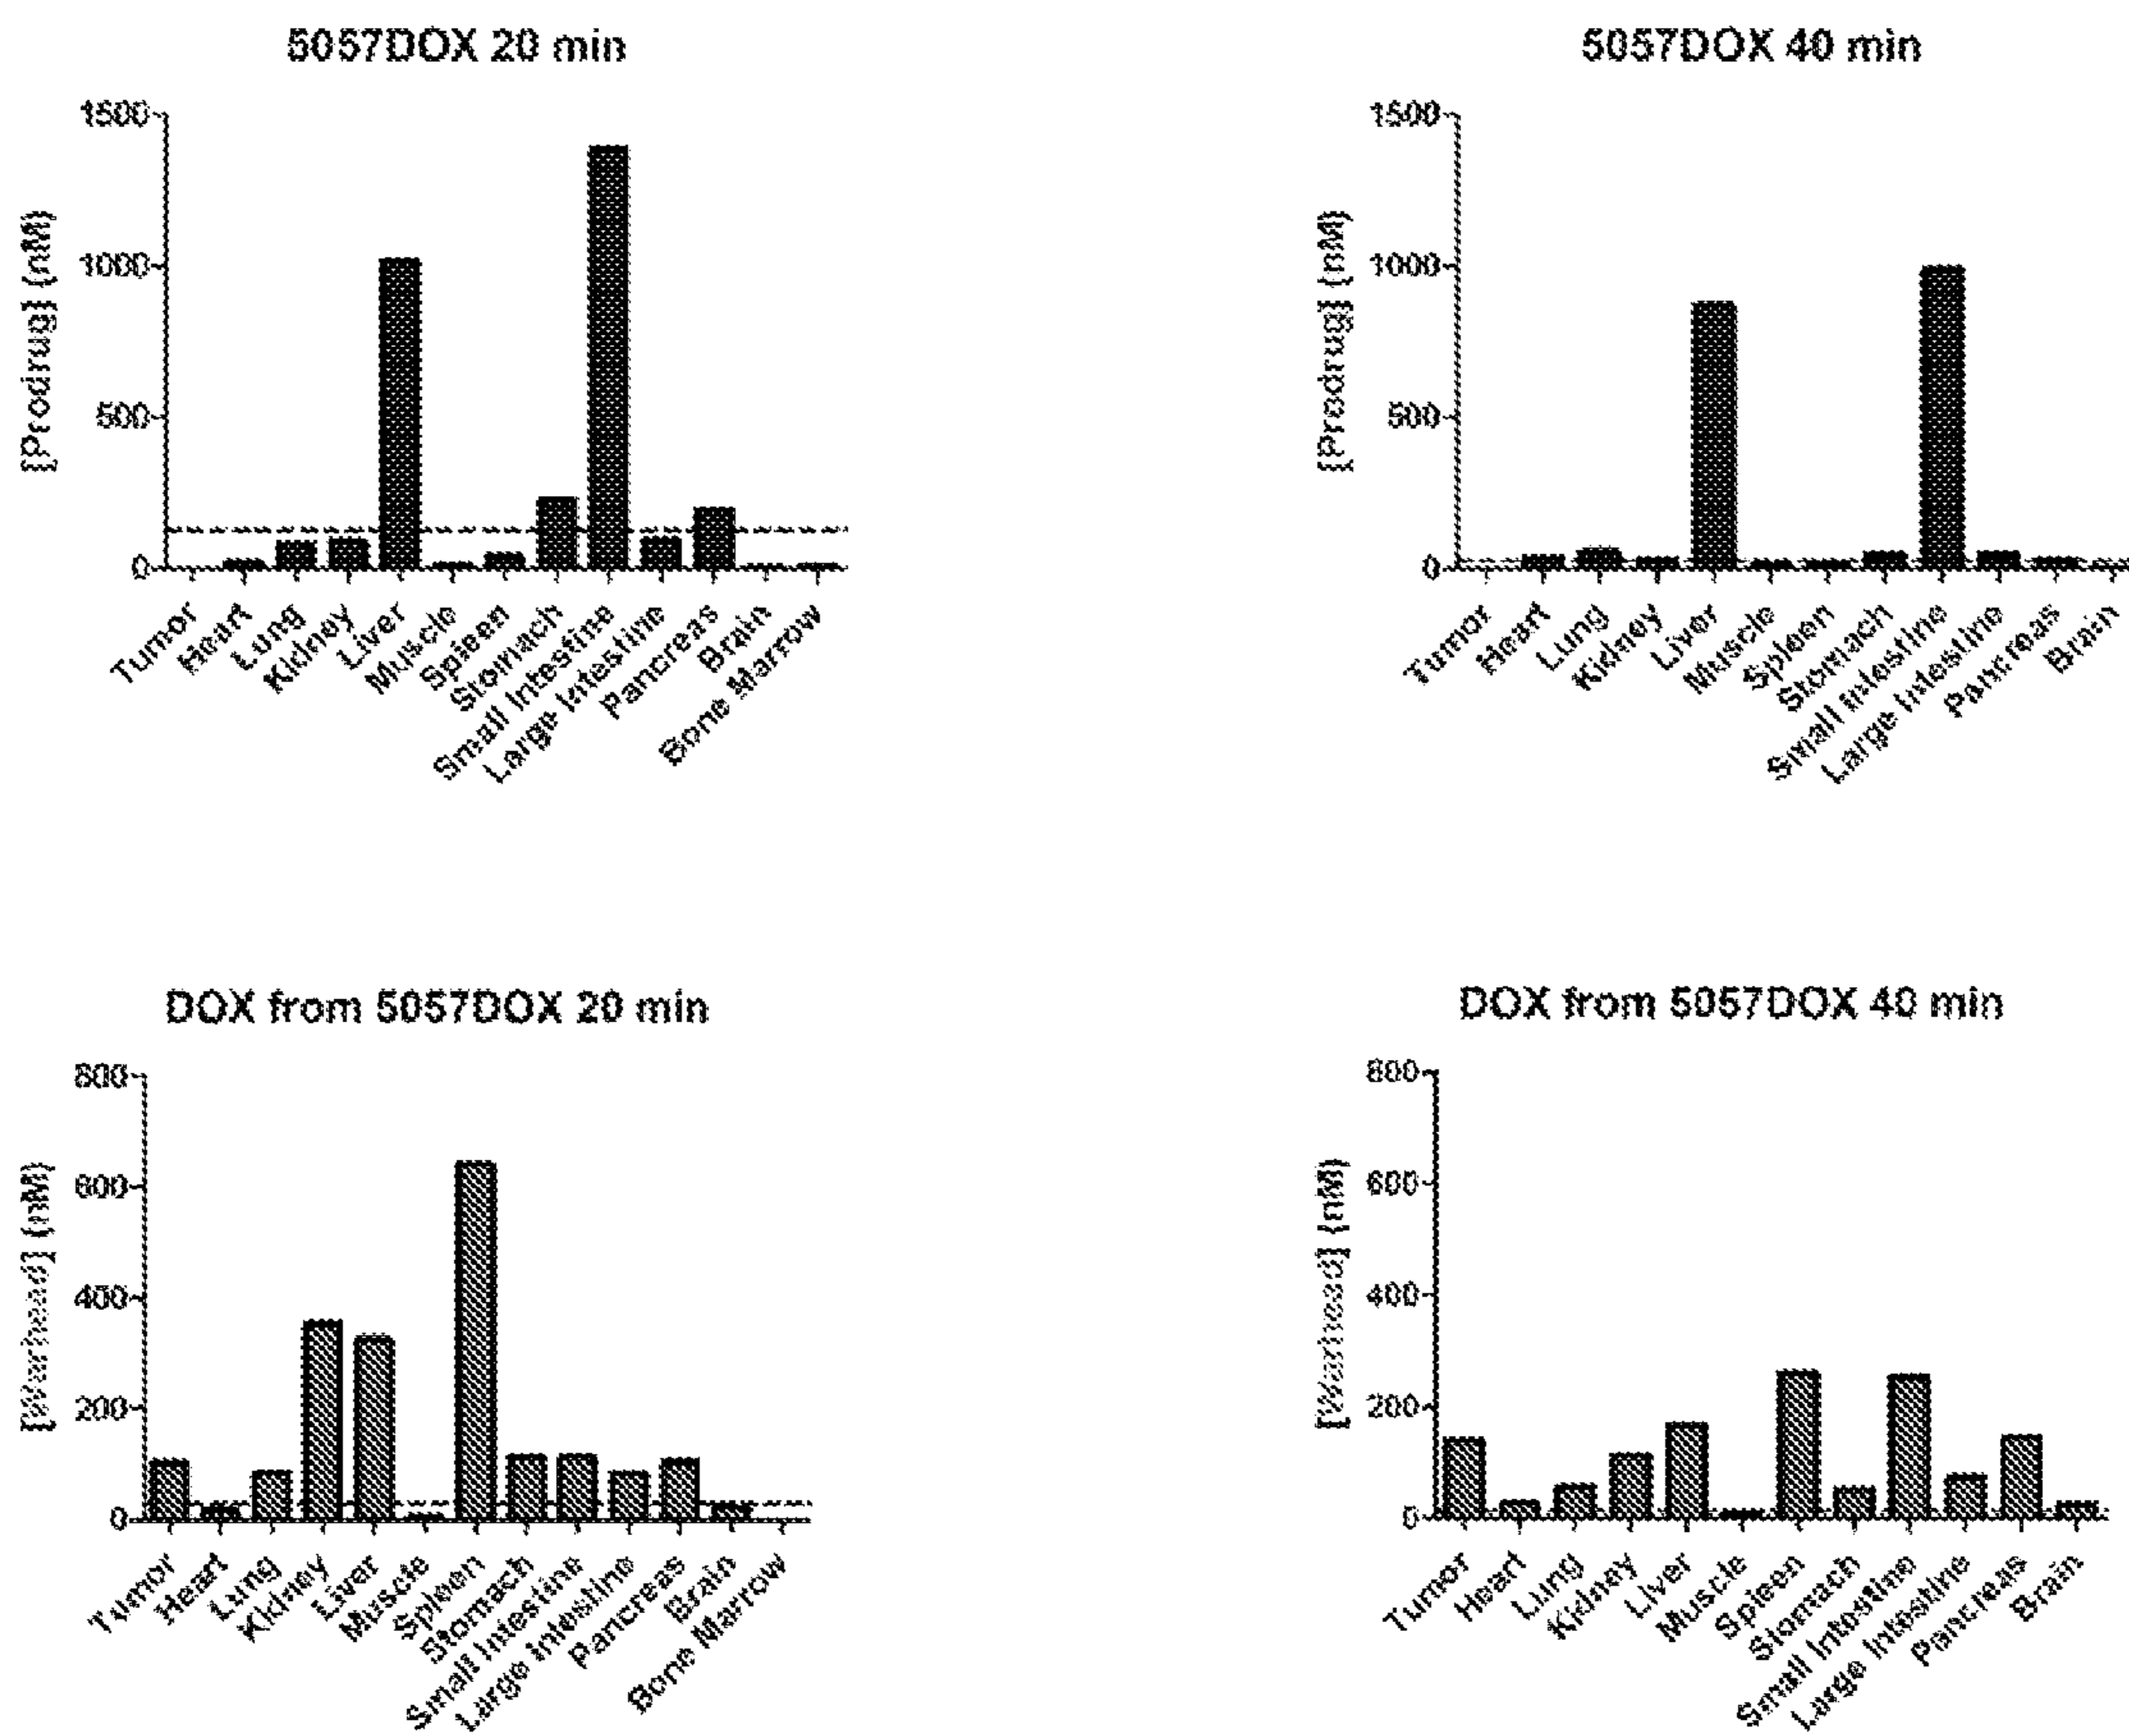 5057DOX 20 min
[Prodrug] (nM)
1500
1000
500
0
Tumor
Heart
Lung
Kidney
Liver
Muscle
Spleen
Stomach
Small Intestine
Large Intestine
Pancreas
Brain
Bone Marrow
5057DOX 40 min
[Prodrug] (nM)
1500
1000
500
0
Tumor
Heart
Lung
Kidney
Liver
Muscle
Spleen
Stomach
Small Intestine
Large Intestine
Pancreas
Brain
DOX from 5057DOX 20 min
[Warhead] (nM)
800
600
400
200
0
Tumor
Heart
Lung
Kidney
Liver
Muscle
Spleen
Stomach
Small Intestine
Large Intestine
Pancreas
Brain
Bone Marrow
DOX from 5057DOX 40 min
[Warhead] (nM)
800
600
400
200
0
Tumor
Heart
Lung
Kidney
Liver
Muscle
Spleen
Stomach
Small Intestine
Large Intestine
Pancreas
Brain